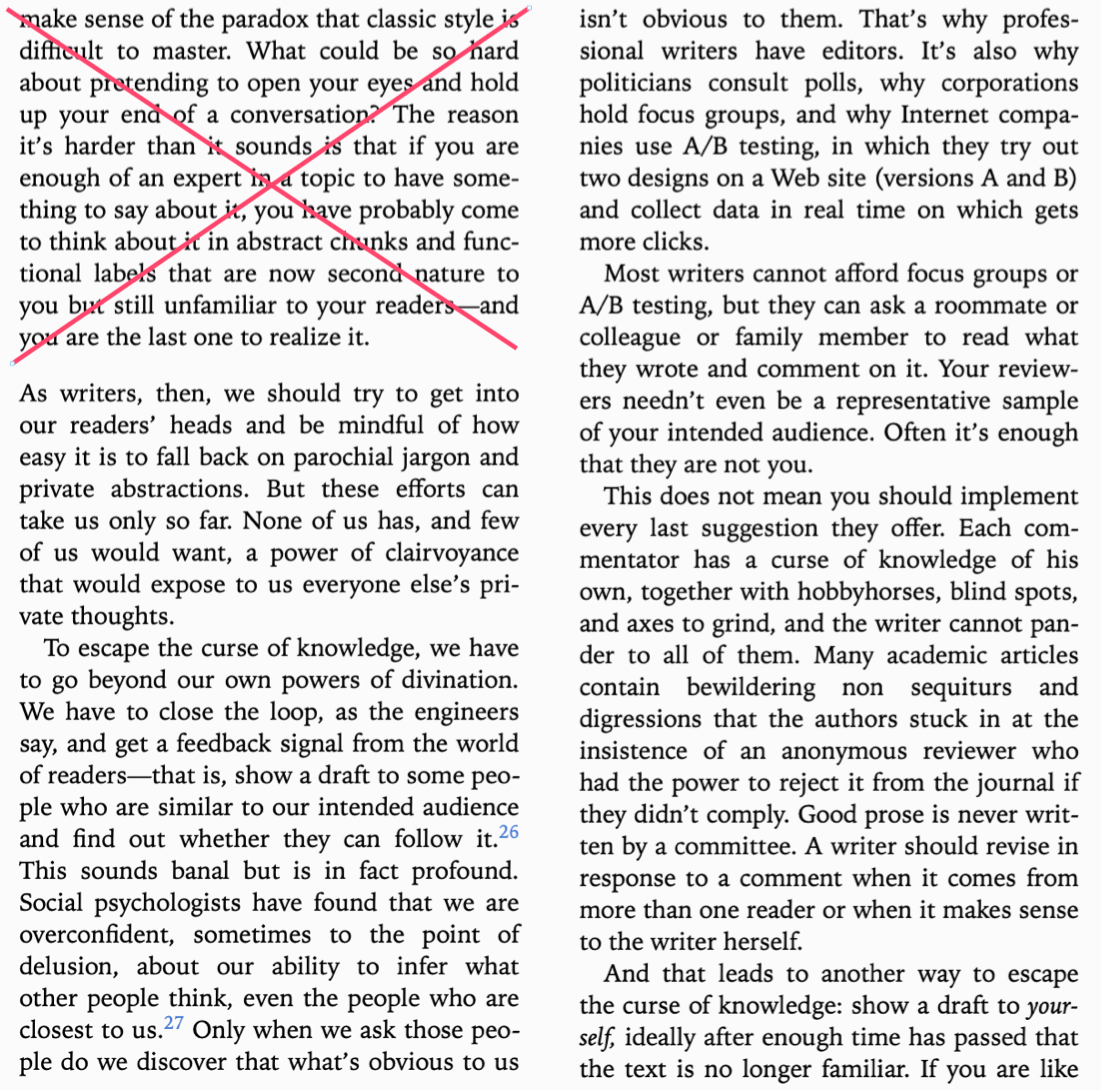 make sense of the paradox that classic style is
difficult to master. What could be so hard
about pretending to open your eyes and hold
up your end of a conversation? The reason
it's harder than it sounds is that if you are
enough of an expert in a topic to have some-
thing to say about it, you have probably come
to think about it in abstract chunks and func-
tional labels that are now second nature to
you but still unfamiliar to your readers—and
you are the last one to realize it.
As writers, then, we should try to get into
our readers’ heads and be mindful of how
easy it is to fall back on parochial jargon and
private abstractions. But these efforts can
take us only so far. None of us has, and few
of us would want, a power of clairvoyance
that would expose to us everyone else’s pri-
vate thoughts.
To escape the curse of knowledge, we have
to go beyond our own powers of divination.
We have to close the loop, as the engineers
say, and get a feedback signal from the world
of readers—that is, show a draft to some peo-
ple who are similar to our intended audience
and find out whether they can follow it.26
This sounds banal but is in fact profound.
Social psychologists have found that we are
overconfident, sometimes to the point of
delusion, about our ability to infer what
other people think, even the people who are
closest to us.27 Only when we ask those peo-
ple do we discover that what’s obvious to us
isn’t obvious to them. That’s why profes-
sional writers have editors. It’s also why
politicians consult polls, why corporations
hold focus groups, and why Internet compa-
nies use A/B testing, in which they try out
two designs on a Web site (versions A and B)
and collect data in real time on which gets
more clicks.
Most writers cannot afford focus groups or
A/B testing, but they can ask a roommate or
colleague or family member to read what
they wrote and comment on it. Your review-
ers needn’t even be a representative sample
of your intended audience. Often it’s enough
that they are not you.
This does not mean you should implement
every last suggestion they offer. Each com-
mentator has a curse of knowledge of his
own, together with hobbyhorses, blind spots,
and axes to grind, and the writer cannot pan-
der to all of them. Many academic articles
contain bewildering non sequiturs and
digressions that the authors stuck in at the
insistence of an anonymous reviewer who
had the power to reject it from the journal if
they didn’t comply. Good prose is never writ-
ten by a committee. A writer should revise in
response to a comment when it comes from
more than one reader or when it makes sense
to the writer herself.
And that leads to another way to escape
the curse of knowledge: show a draft to your-
self, ideally after enough time has passed that
the text is no longer familiar. If you are like